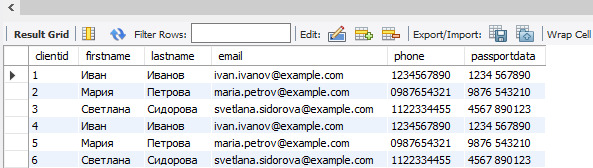 Result Grid Filter Rows: Edit: Export/Import: Wrap Cell
clientid firstname lastname email phone passportdata
1 Иван Иванов ivan.ivanov@example.com 1234567890 1234 567890
2 Мария Петрова maria.petrov@example.com 0987654321 9876 543210
3 Светлана Сидорова svetlana.sidorova@example.com 1122334455 4567 890123
4 Иван Иванов ivan.ivanov@example.com 1234567890 1234 567890
5 Мария Петрова maria.petrov@example.com 0987654321 9876 543210
6 Светлана Сидорова svetlana.sidorova@example.com 1122334455 4567 890123